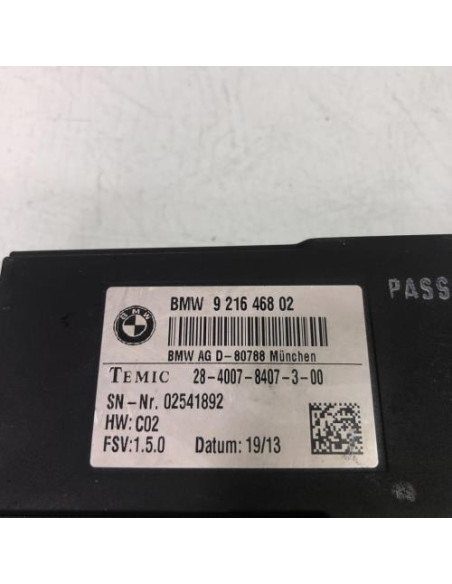 PASS
BMW
BMW 9 216 468 02
BMW AG D-80788 München
TEMIC 28-4007-8407-3-00
SN-Nr. 02541892
HW: C02
FSV:1.5.0 Datum: 19/13